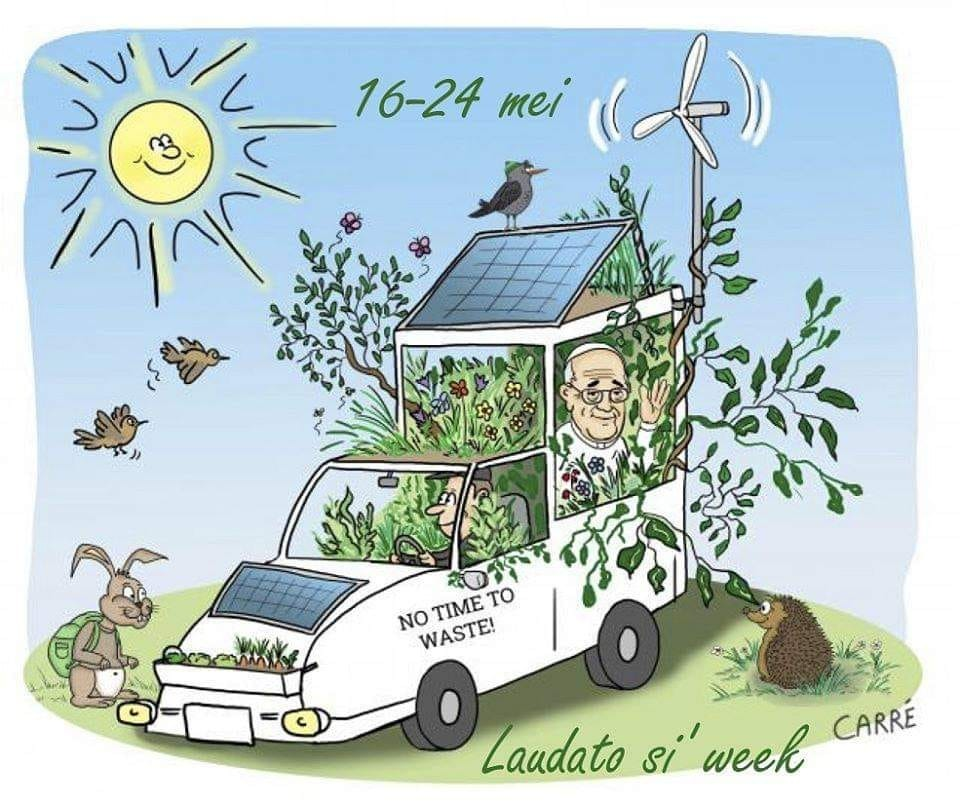 16-24 mei
NO TIME TO
WASTE!
CARRÉ
Laudato si' week